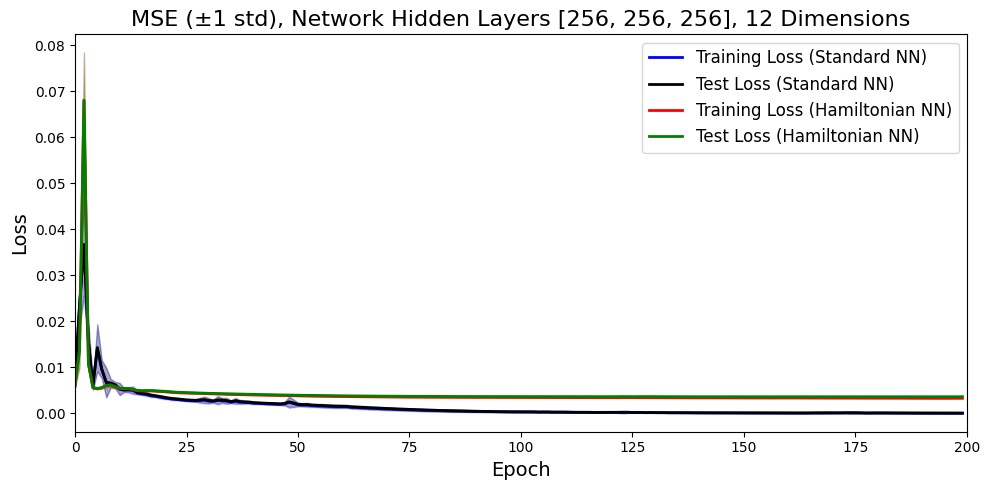 MSE (±1 std), Network Hidden Layers [256, 256, 256], 12 Dimensions
Training Loss (Standard NN)
Test Loss (Standard NN)
Training Loss (Hamiltonian NN)
Test Loss (Hamiltonian NN)
Loss
0.08
0.07
0.06
0.05
0.04
0.03
0.02
0.01
0.00
0 25 50 75 100 125 150 175 200
Epoch